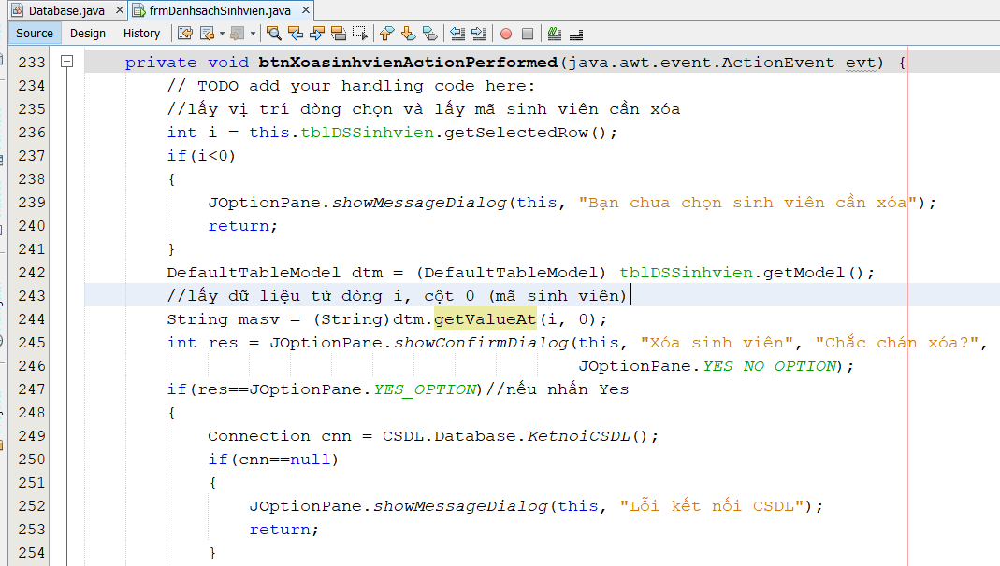 Database.java × frmDanhsachSinhvien.java ×
Source Design History
233 private void btnXoasinhvienActionPerformed(java.awt.event.ActionEvent evt) {
234 // TODO add your handling code here:
235 //lấy vị trí dòng chọn và lấy mã sinh viên cần xóa
236 int i = this.tblDSSinhvien.getSelectedRow();
237 if(i<0)
238 {
239 JOptionPane.showMessageDialog(this, "Bạn chưa chọn sinh viên cần xóa");
240 return;
241 }
242 DefaultTableModel dtm = (DefaultTableModel) tblDSSinhvien.getModel();
243 //lấy dữ liệu từ dòng i, cột 0 (mã sinh viên)
244 String masv = (String)dtm.getValueAt(i, 0);
245 int res = JOptionPane.showConfirmDialog(this, "Xóa sinh viên", "Chắc chán xóa?",
246 JOptionPane.YES_NO_OPTION);
247 if(res==JOptionPane.YES_OPTION)//nếu nhấn Yes
248 {
249 Connection cnn = CSDL.Database.KetnoiCSDL();
250 if(cnn==null)
251 {
252 JOptionPane.showMessageDialog(this, "Lỗi kết nối CSDL");
253 return;
254 }